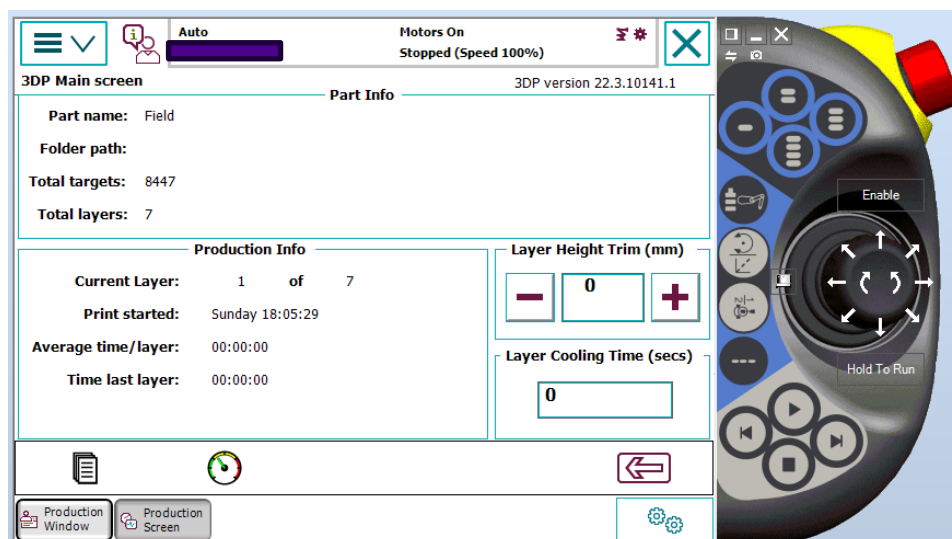 Auto
Motors On
Stopped (Speed 100%)
3DP Main screen
3DP version 22.3.10141.1
Part Info
Part name: Field
Folder path:
Total targets: 8447
Total layers: 7
Production Info
Current Layer: 1 of 7
Print started: Sunday 18:05:29
Average time/layer: 00:00:00
Time last layer: 00:00:00
Layer Height Trim (mm)
0
Layer Cooling Time (secs)
0
Production
Window
Production
Screen
Enable
Hold To Run